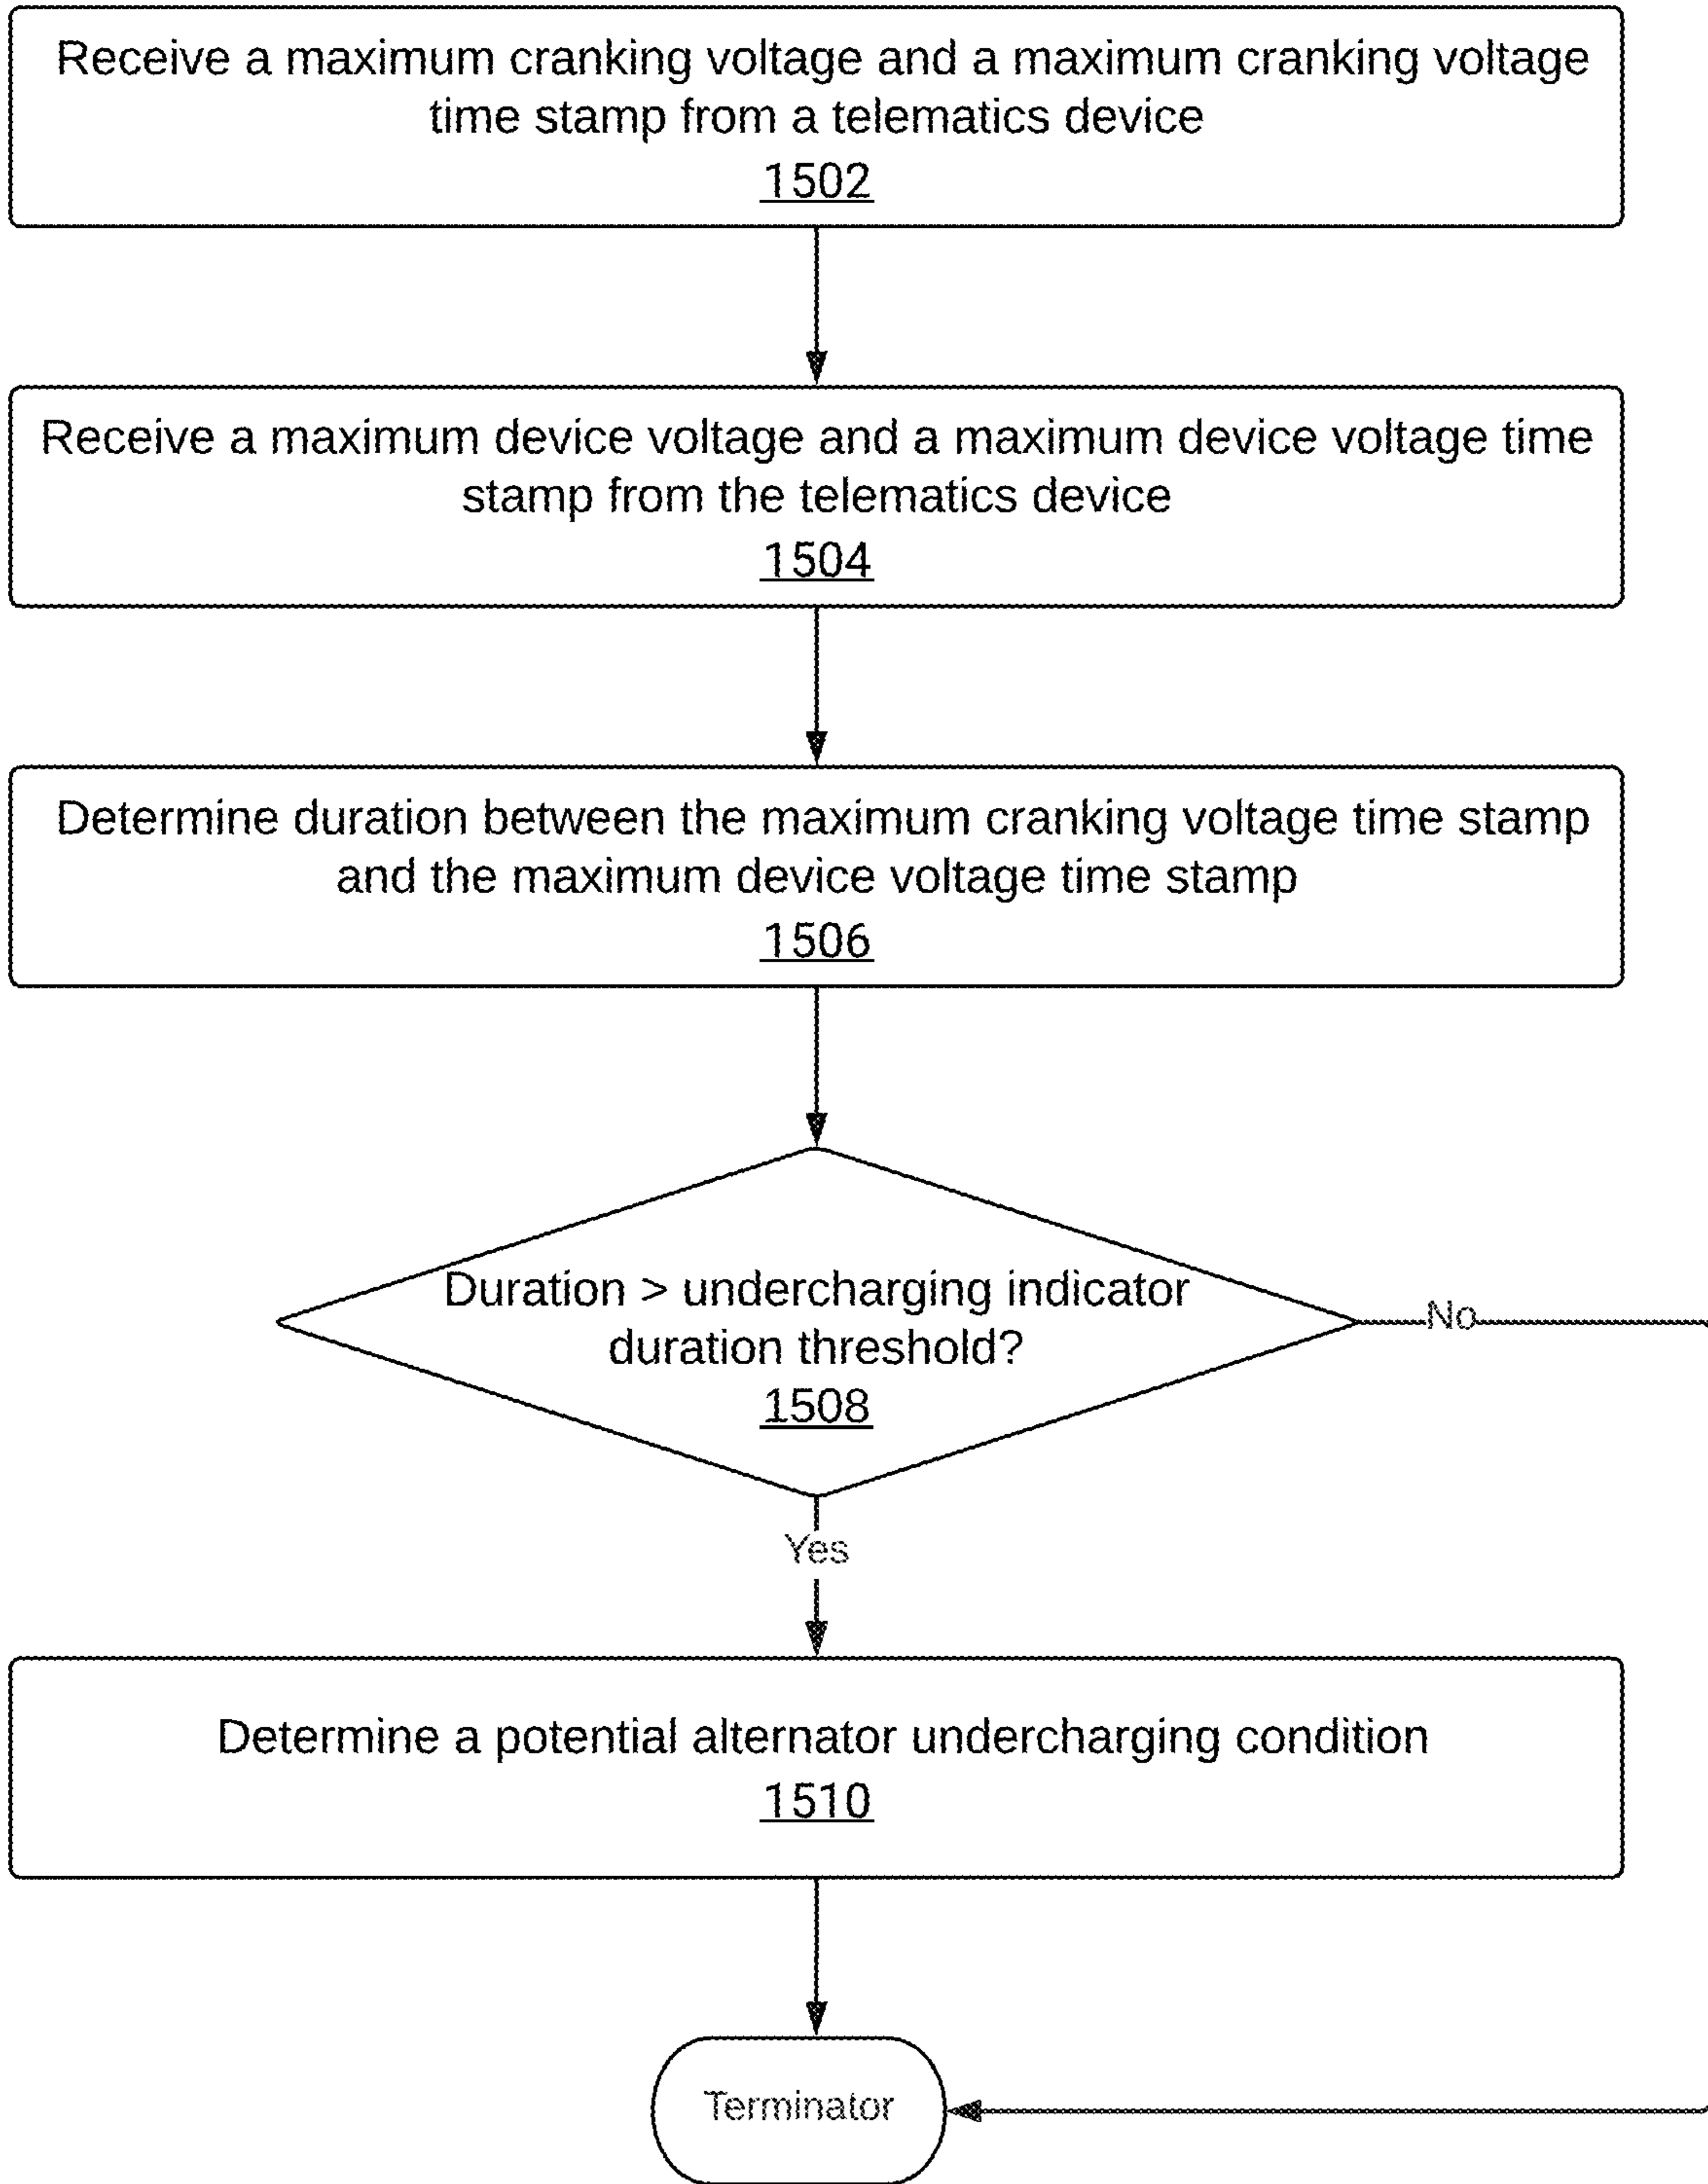 Receive a maximum cranking voltage and a maximum cranking voltage
time stamp from a telematics device
1502
Receive a maximum device voltage and a maximum device voltage time
stamp from the telematics device
1504
Determine duration between the maximum cranking voltage time stamp
and the maximum device voltage time stamp
1506
Duration > undercharging indicator
duration threshold?
1508
No
Yes
Determine a potential alternator undercharging condition
1510
Terminator